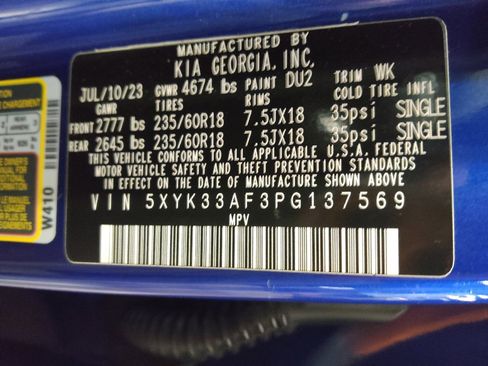 MANUFACTURED BY
KIA GEORGIA, INC.
JUL/10/23 GVWR 4674 lbs PAINT DU2 TRIM WK
GAWR TIRES RIMS COLD TIRE INFL
FRONT 2777 lbs 235/60R18 7.5JX18 35psi SINGLE
REAR 2645 lbs 235/60R18 7.5JX18 35psi SINGLE
THIS VEHICLE CONFORMS TO ALL APPLICABLE U.S.A. FEDERAL
MOTOR VEHICLE SAFETY AND THEFT PREVENTION STANDARDS
IN EFFECT ON THE DATE OF MANUFACTURE SHOWN ABOVE.
VIN 5XYK33AF3PG137569
MPV
W410